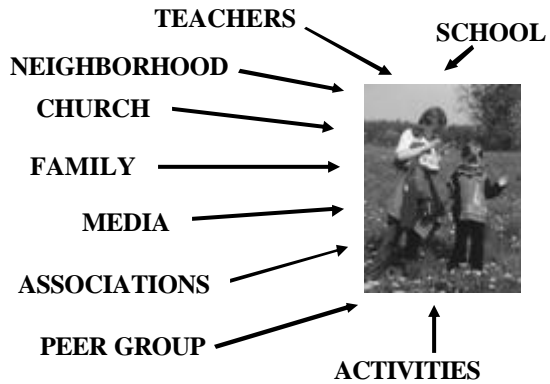 TEACHERS
SCHOOL
NEIGHBORHOOD
CHURCH
FAMILY
MEDIA
ASSOCIATIONS
PEER GROUP
ACTIVITIES